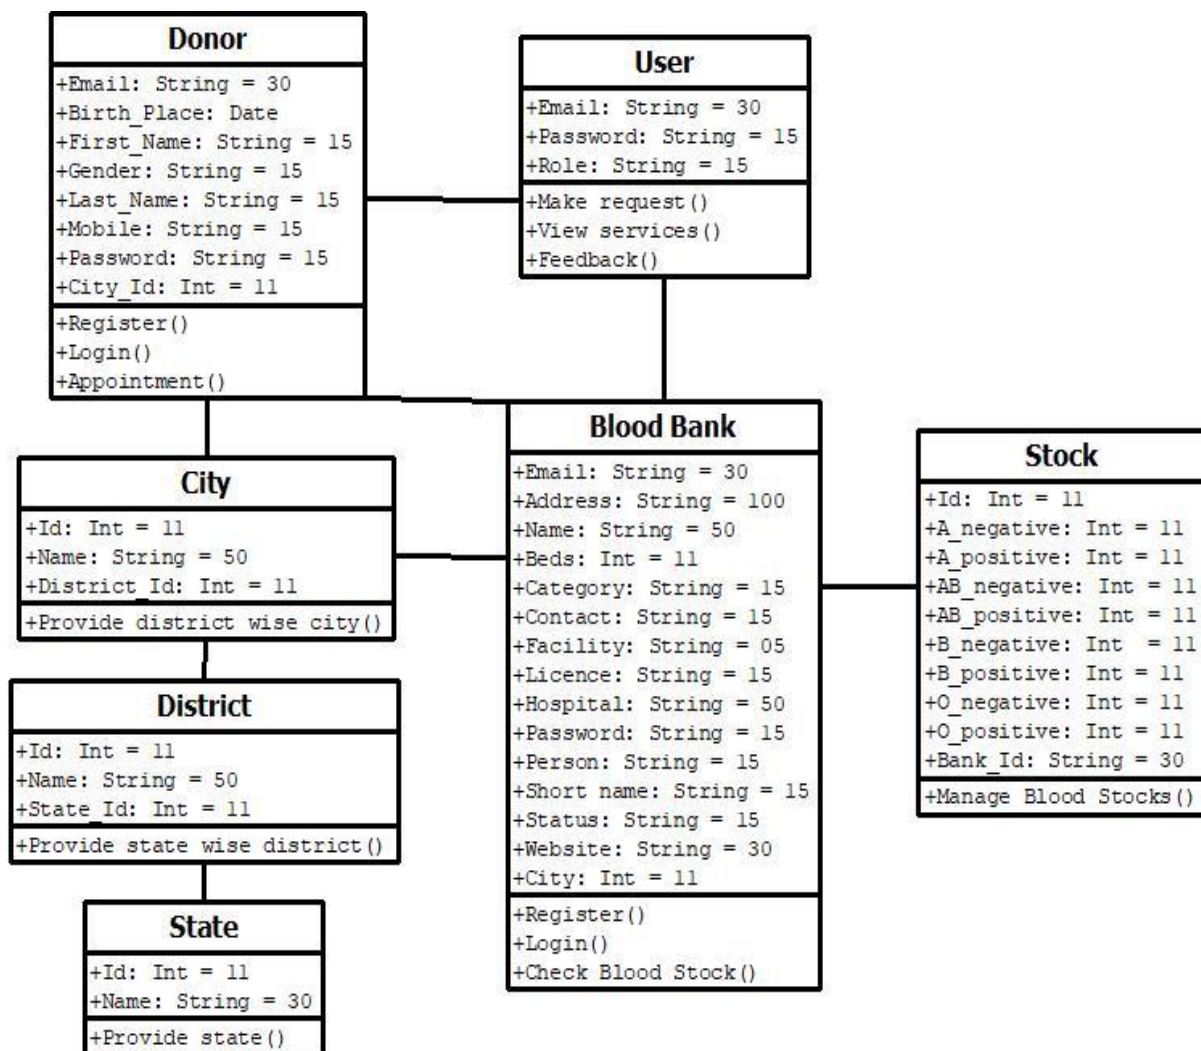 Donor
+Email: String = 30
+Birth_Place: Date
+First_Name: String = 15
+Gender: String = 15
+Last_Name: String = 15
+Mobile: String = 15
+Password: String = 15
+City_Id: Int = 11
+Register()
+Login()
+Appointment()
User
+Email: String = 30
+Password: String = 15
+Role: String = 15
+Make request()
+View services()
+Feedback()
City
+Id: Int = 11
+Name: String = 50
+District_Id: Int = 11
+Provide district wise city()
District
+Id: Int = 11
+Name: String = 50
+State_Id: Int = 11
+Provide state wise district()
State
+Id: Int = 11
+Name: String = 30
+Provide state()
Blood Bank
+Email: String = 30
+Address: String = 100
+Name: String = 50
+Beds: Int = 11
+Category: String = 15
+Contact: String = 15
+Facility: String = 05
+Licence: String = 15
+Hospital: String = 50
+Password: String = 15
+Person: String = 15
+Short name: String = 15
+Status: String = 15
+Website: String = 30
+City: Int = 11
+Register()
+Login()
+Check Blood Stock()
Stock
+Id: Int = 11
+A_negative: Int = 11
+A_positive: Int = 11
+AB_negative: Int = 11
+AB_positive: Int = 11
+B_negative: Int = 11
+B_positive: Int = 11
+O_negative: Int = 11
+O_positive: Int = 11
+Bank_Id: String = 30
+Manage Blood Stocks()